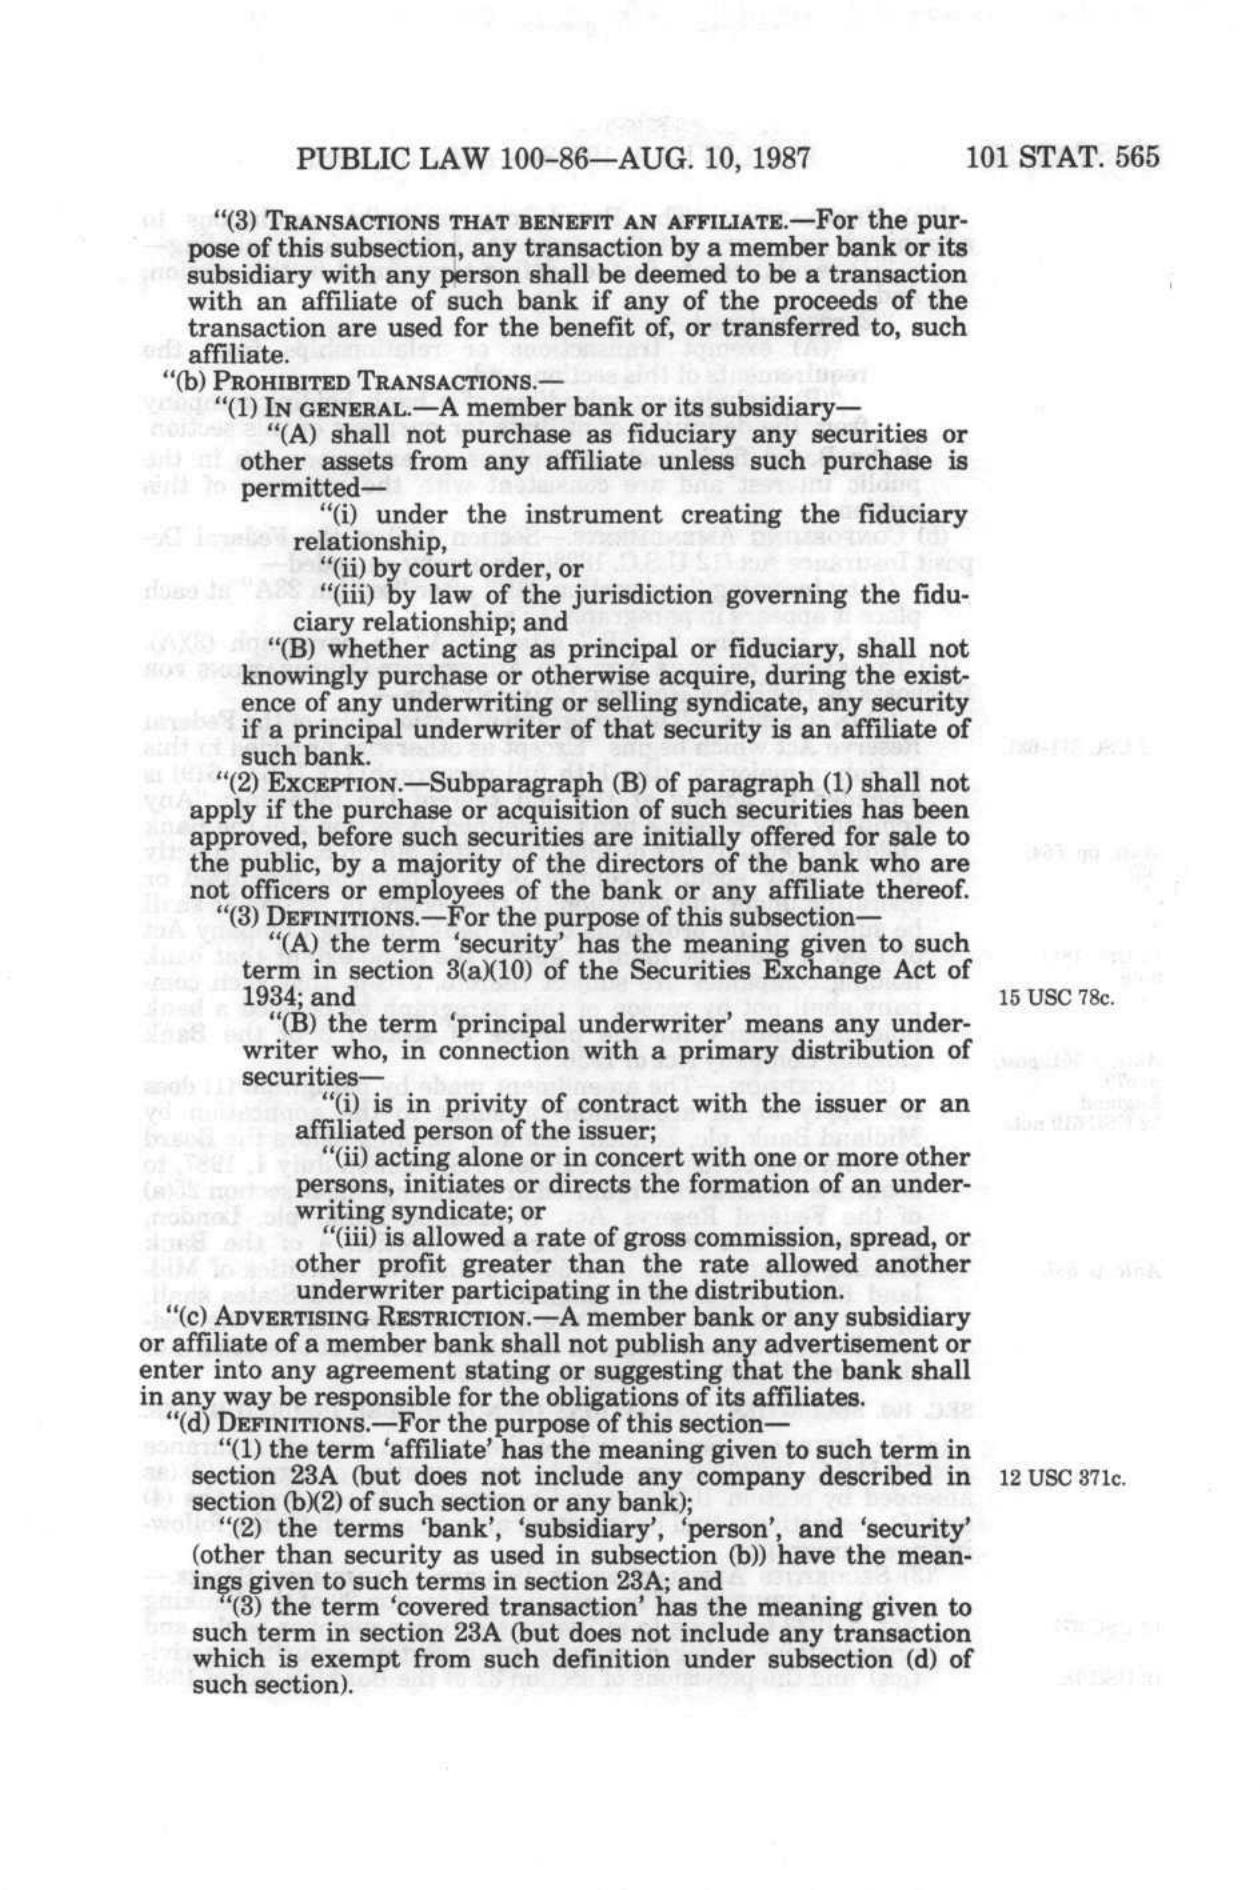 PUBLIC LAW 100–86—AUG. 10, 1987 101 STAT. 565
“(3) TRANSACTIONS THAT BENEFIT AN AFFILIATE.—For the pur-
pose of this subsection, any transaction by a member bank or its
subsidiary with any person shall be deemed to be a transaction
with an affiliate of such bank if any of the proceeds of the
transaction are used for the benefit of, or transferred to, such
affiliate.
“(b) PROHIBITED TRANSACTIONS.—
“(1) IN GENERAL.—A member bank or its subsidiary—
“(A) shall not purchase as fiduciary any securities or
other assets from any affiliate unless such purchase is
permitted—
“(i) under the instrument creating the fiduciary
relationship,
“(ii) by court order, or
“(iii) by law of the jurisdiction governing the fidu-
ciary relationship; and
“(B) whether acting as principal or fiduciary, shall not
knowingly purchase or otherwise acquire, during the exist-
ence of any underwriting or selling syndicate, any security
if a principal underwriter of that security is an affiliate of
such bank.
“(2) EXCEPTION.—Subparagraph (B) of paragraph (1) shall not
apply if the purchase or acquisition of such securities has been
approved, before such securities are initially offered for sale to
the public, by a majority of the directors of the bank who are
not officers or employees of the bank or any affiliate thereof.
“(3) DEFINITIONS.—For the purpose of this subsection—
“(A) the term ‘security’ has the meaning given to such
term in section 3(a)(10) of the Securities Exchange Act of
1934; and 15 USC 78c.
“(B) the term ‘principal underwriter’ means any under-
writer who, in connection with a primary distribution of
securities—
“(i) is in privity of contract with the issuer or an
affiliated person of the issuer;
“(ii) acting alone or in concert with one or more other
persons, initiates or directs the formation of an under-
writing syndicate; or
“(iii) is allowed a rate of gross commission, spread, or
other profit greater than the rate allowed another
underwriter participating in the distribution.
“(c) ADVERTISING RESTRICTION.—A member bank or any subsidiary
or affiliate of a member bank shall not publish any advertisement or
enter into any agreement stating or suggesting that the bank shall
in any way be responsible for the obligations of its affiliates.
“(d) DEFINITIONS.—For the purpose of this section—
“(1) the term ‘affiliate’ has the meaning given to such term in
section 23A (but does not include any company described in 12 USC 371c.
section (b)(2) of such section or any bank);
“(2) the terms ‘bank’, ‘subsidiary’, ‘person’, and ‘security’
(other than security as used in subsection (b)) have the mean-
ings given to such terms in section 23A; and
“(3) the term ‘covered transaction’ has the meaning given to
such term in section 23A (but does not include any transaction
which is exempt from such definition under subsection (d) of
such section).